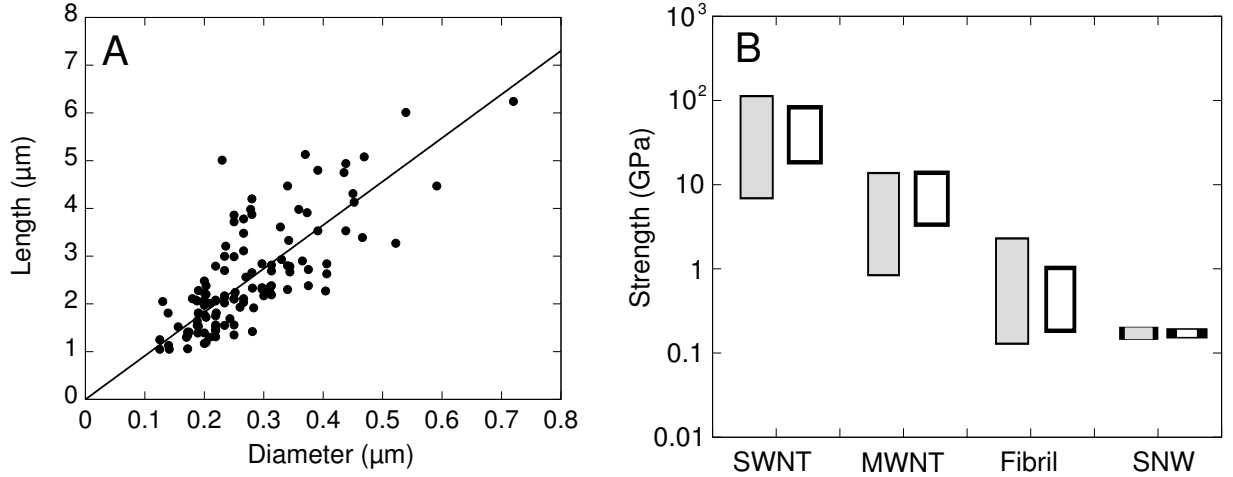 A
8
7
6
5
4
3
2
1
0
Length (µm)
0 0.1 0.2 0.3 0.4 0.5 0.6 0.7 0.8
Diameter (µm)
B
10³
10²
10
1
0.1
0.01
Strength (GPa)
SWNT MWNT Fibril SNW